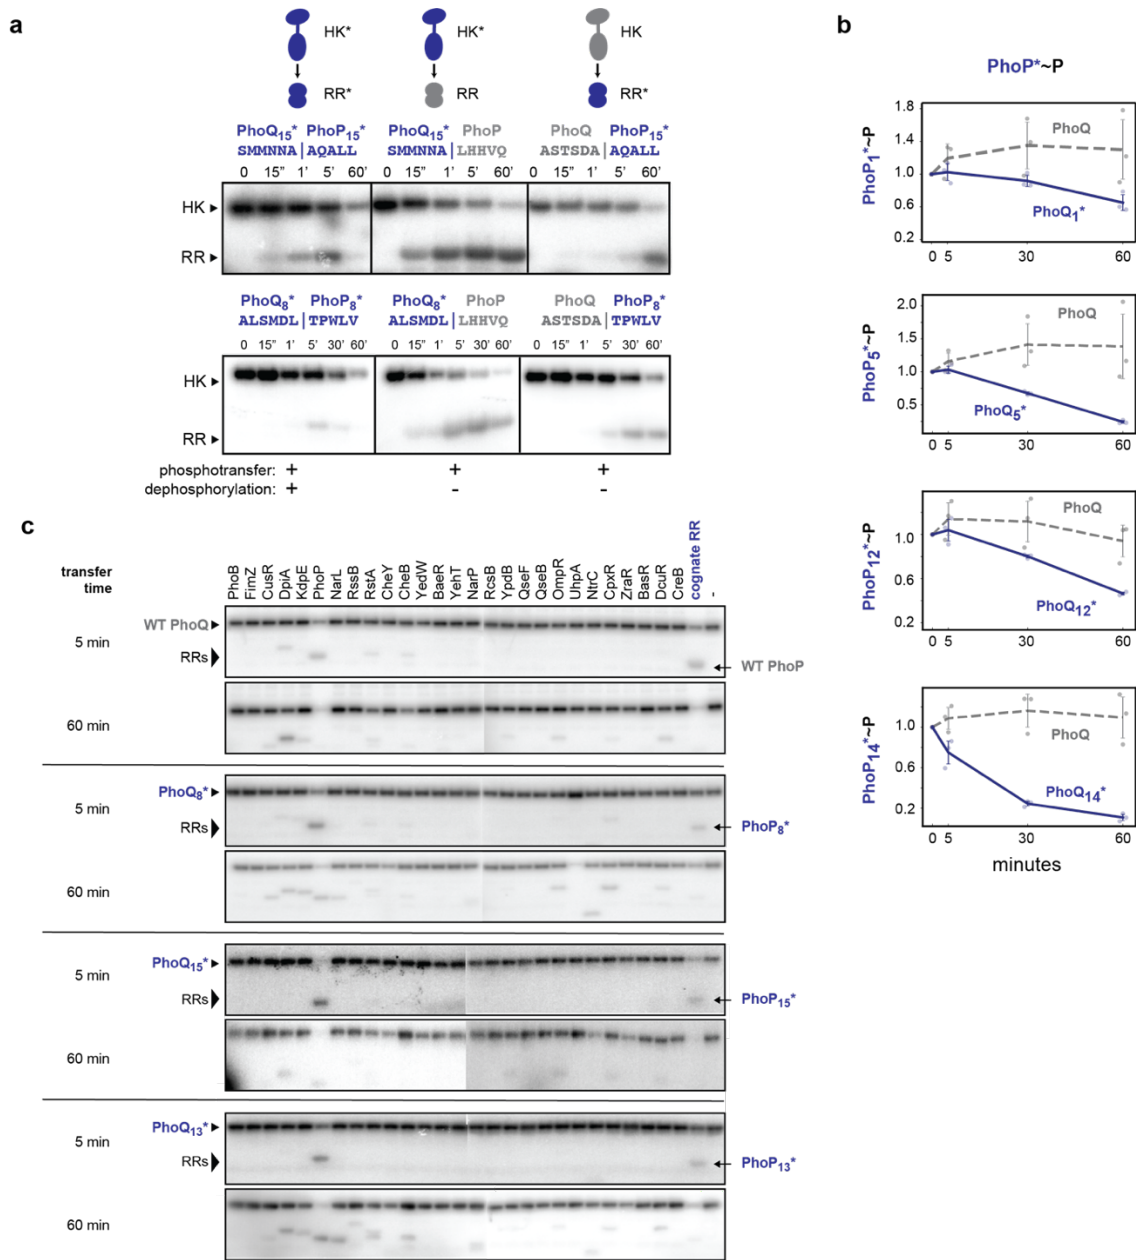 a
HK* HK* HK
RR* RR RR*
PhoQ15* PhoP15* PhoQ15* PhoP PhoQ PhoP15*
SMMNNA|AQALL SMMNNA|LHHVQ ASTSDA|AQALL
0 15” 1’ 5’ 60’ 0 15” 1’ 5’ 60’ 0 15” 1’ 5’ 60’
HK
RR
PhoQ8* PhoP8* PhoQ8* PhoP PhoQ PhoP8*
ALSMDL|TPWLV ALSMDL|LHHVQ ASTSDA|TPWLV
0 15” 1’ 5’ 30’ 60’ 0 15” 1’ 5’ 30’ 60’ 0 15” 1’ 5’ 30’ 60’
HK
RR
phosphotransfer: + + +
dephosphorylation: + - -
b
PhoP*~P
PhoP1*~P
1.8
1.4
1.0
0.6
0.2
PhoQ
PhoQ1*
0 5 30 60
PhoP5*~P
2.0
1.5
1.0
0.5
PhoQ
PhoQ5*
0 5 30 60
PhoP12*~P
1.0
0.6
0.2
PhoQ
PhoQ12*
0 5 30 60
PhoP14*~P
1.0
0.6
0.2
PhoQ
PhoQ14*
0 5 30 60
minutes
c
transfer
time
PhoB FimZ CusR DpiA KdpE PhoP NarL RssB RstA CheY CheB YedW BaeR YehT NarP RcsB YpdB QseF QseB OmpR UhpA NtrC CpxR ZraR BasR DcuR CreB cognate RR -
WT PhoQ
5 min
RRs
WT PhoP
60 min
PhoQ8*
5 min
RRs
PhoP8*
60 min
PhoQ15*
5 min
RRs
PhoP15*
60 min
PhoQ13*
5 min
RRs
PhoP13*
60 min